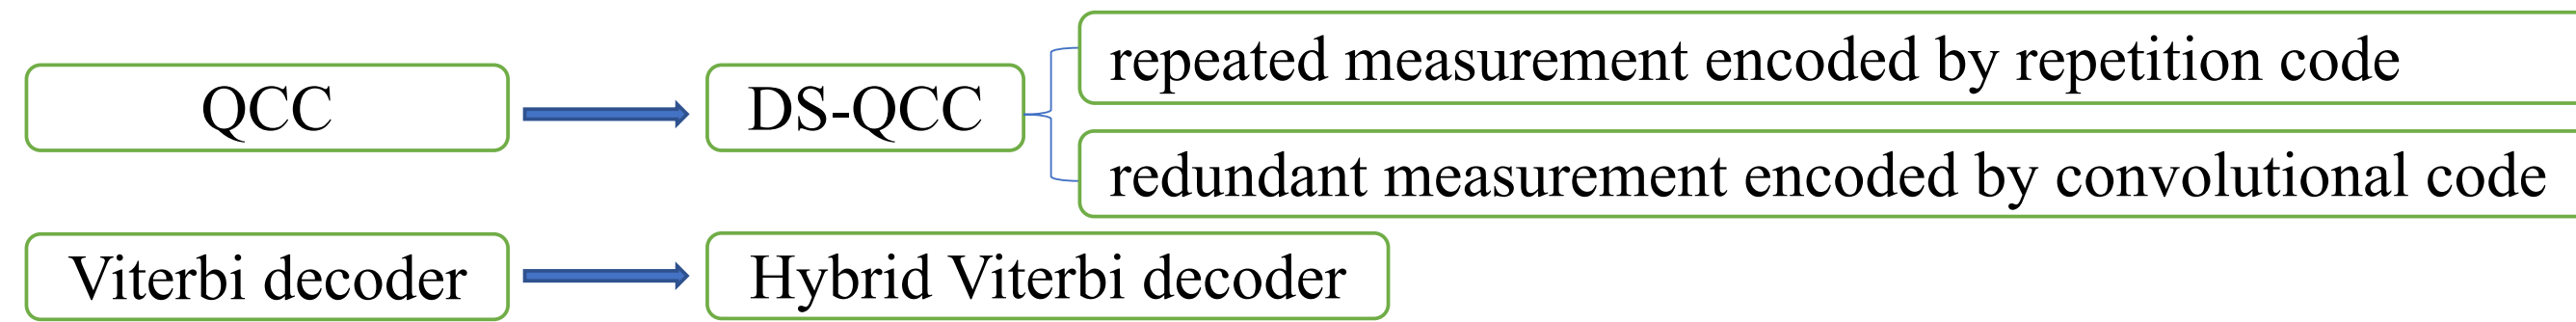 QCC
DS-QCC
repeated measurement encoded by repetition code
redundant measurement encoded by convolutional code
Viterbi decoder
Hybrid Viterbi decoder